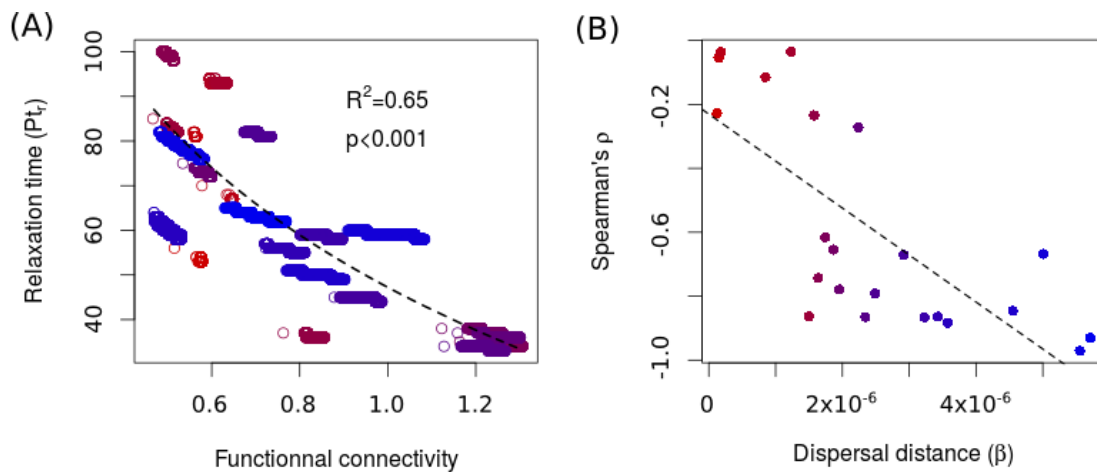 (A)
100
80
60
40
Relaxation time (Ptᵣ)
R²=0.65
p<0.001
0.6 0.8 1.0 1.2
Functionnal connectivity
(B)
-0.2
-0.6
-1.0
Spearman's ρ
0 2x10⁻⁶ 4x10⁻⁶
Dispersal distance (β)